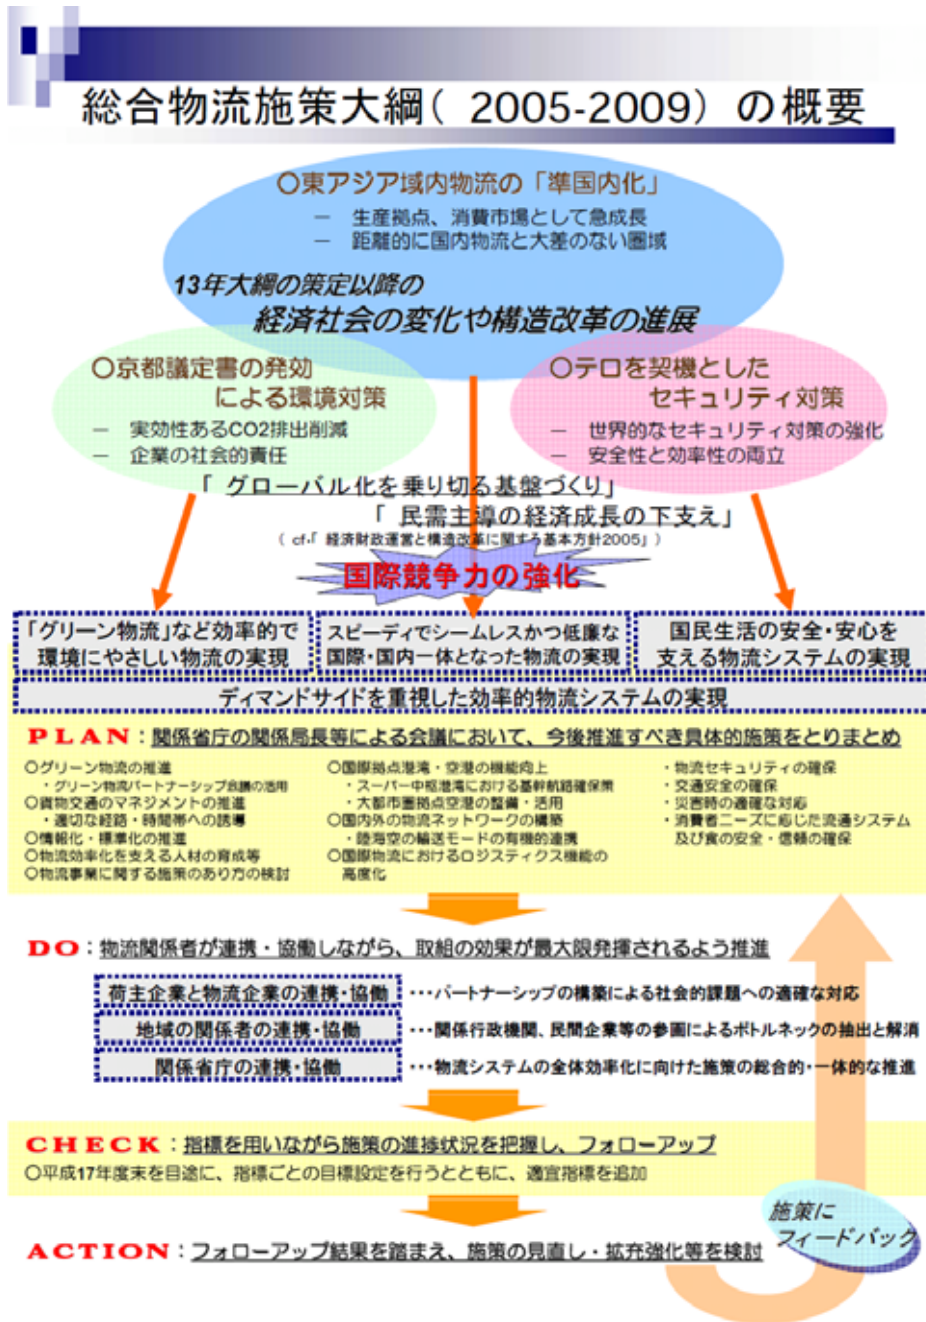 総合物流施策大綱( 2005-2009) の概要
○東アジア域内物流の「準国内化」
－ 生産拠点、消費市場として急成長
－ 距離的に国内物流と大差のない圏域
13年大綱の策定以降の
経済社会の変化や構造改革の進展
○京都議定書の発効
による環境対策
－ 実効性あるCO2排出削減
－ 企業の社会的責任
○テロを契機とした
セキュリティ対策
－ 世界的なセキュリティ対策の強化
－ 安全性と効率性の両立
「 グローバル化を乗り切る基盤づくり」
「 民需主導の経済成長の下支え」
( cf.「 経済財政運営と構造改革に関する基本方針2005」)
国際競争力の強化
「グリーン物流」など効率的で
環境にやさしい物流の実現
スピーディでシームレスかつ低廉な
国際・国内一体となった物流の実現
国民生活の安全・安心を
支える物流システムの実現
ディマンドサイドを重視した効率的物流システムの実現
PLAN：関係省庁の関係局長等による会議において、今後推進すべき具体的施策をとりまとめ
○グリーン物流の推進
・グリーン物流パートナーシップ会議の活用
○貨物交通のマネジメントの推進
・適切な経路・時間帯への誘導
○情報化・標準化の推進
○物流効率化を支える人材の育成等
○物流事業に関する施策のあり方の検討
○国際拠点港湾・空港の機能向上
・スーパー中枢港湾における基幹航路確保策
・大都市圏拠点空港の整備・活用
○国内外の物流ネットワークの構築
・陸海空の輸送モードの有機的連携
○国際物流におけるロジスティクス機能の
高度化
・物流セキュリティの確保
・交通安全の確保
・災害時の適確な対応
・消費者ニーズに応じた流通システム
及び食の安全・信頼の確保
DO：物流関係者が連携・協働しながら、取組の効果が最大限発揮されるよう推進
荷主企業と物流企業の連携・協働 ・・・パートナーシップの構築による社会的課題への適確な対応
地域の関係者の連携・協働 ・・・関係行政機関、民間企業等の参画によるボトルネックの抽出と解消
関係省庁の連携・協働 ・・・物流システムの全体効率化に向けた施策の総合的・一体的な推進
CHECK：指標を用いながら施策の進捗状況を把握し、フォローアップ
○平成17年度末を目途に、指標ごとの目標設定を行うとともに、適宜指標を追加
ACTION：フォローアップ結果を踏まえ、施策の見直し・拡充強化等を検討
施策に
フィードバック